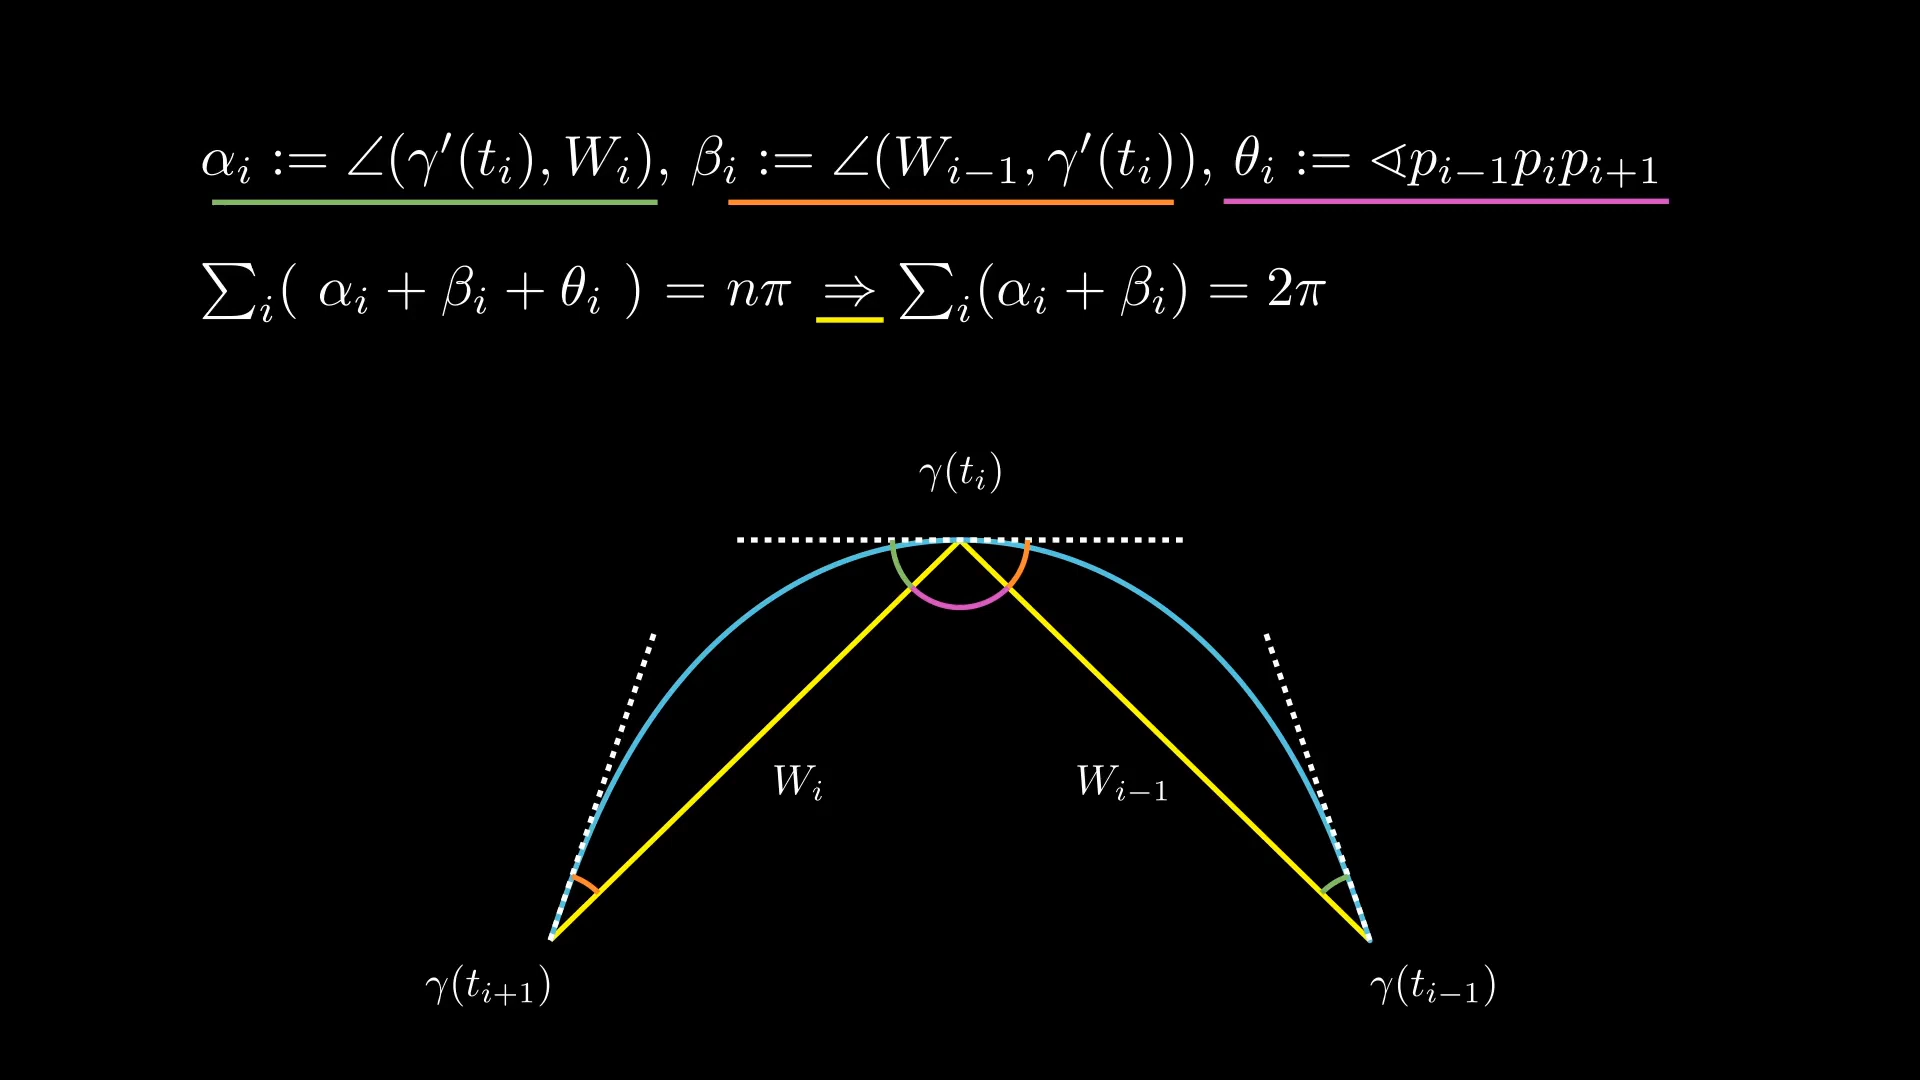 αᵢ := ∠(γ′(tᵢ), Wᵢ), βᵢ := ∠(Wᵢ₋₁, γ′(tᵢ)), θᵢ := ∢pᵢ₋₁pᵢpᵢ₊₁
∑ᵢ( αᵢ + βᵢ + θᵢ ) = nπ ⇒ ∑ᵢ(αᵢ + βᵢ) = 2π
γ(tᵢ)
Wᵢ
Wᵢ₋₁
γ(tᵢ₊₁)
γ(tᵢ₋₁)